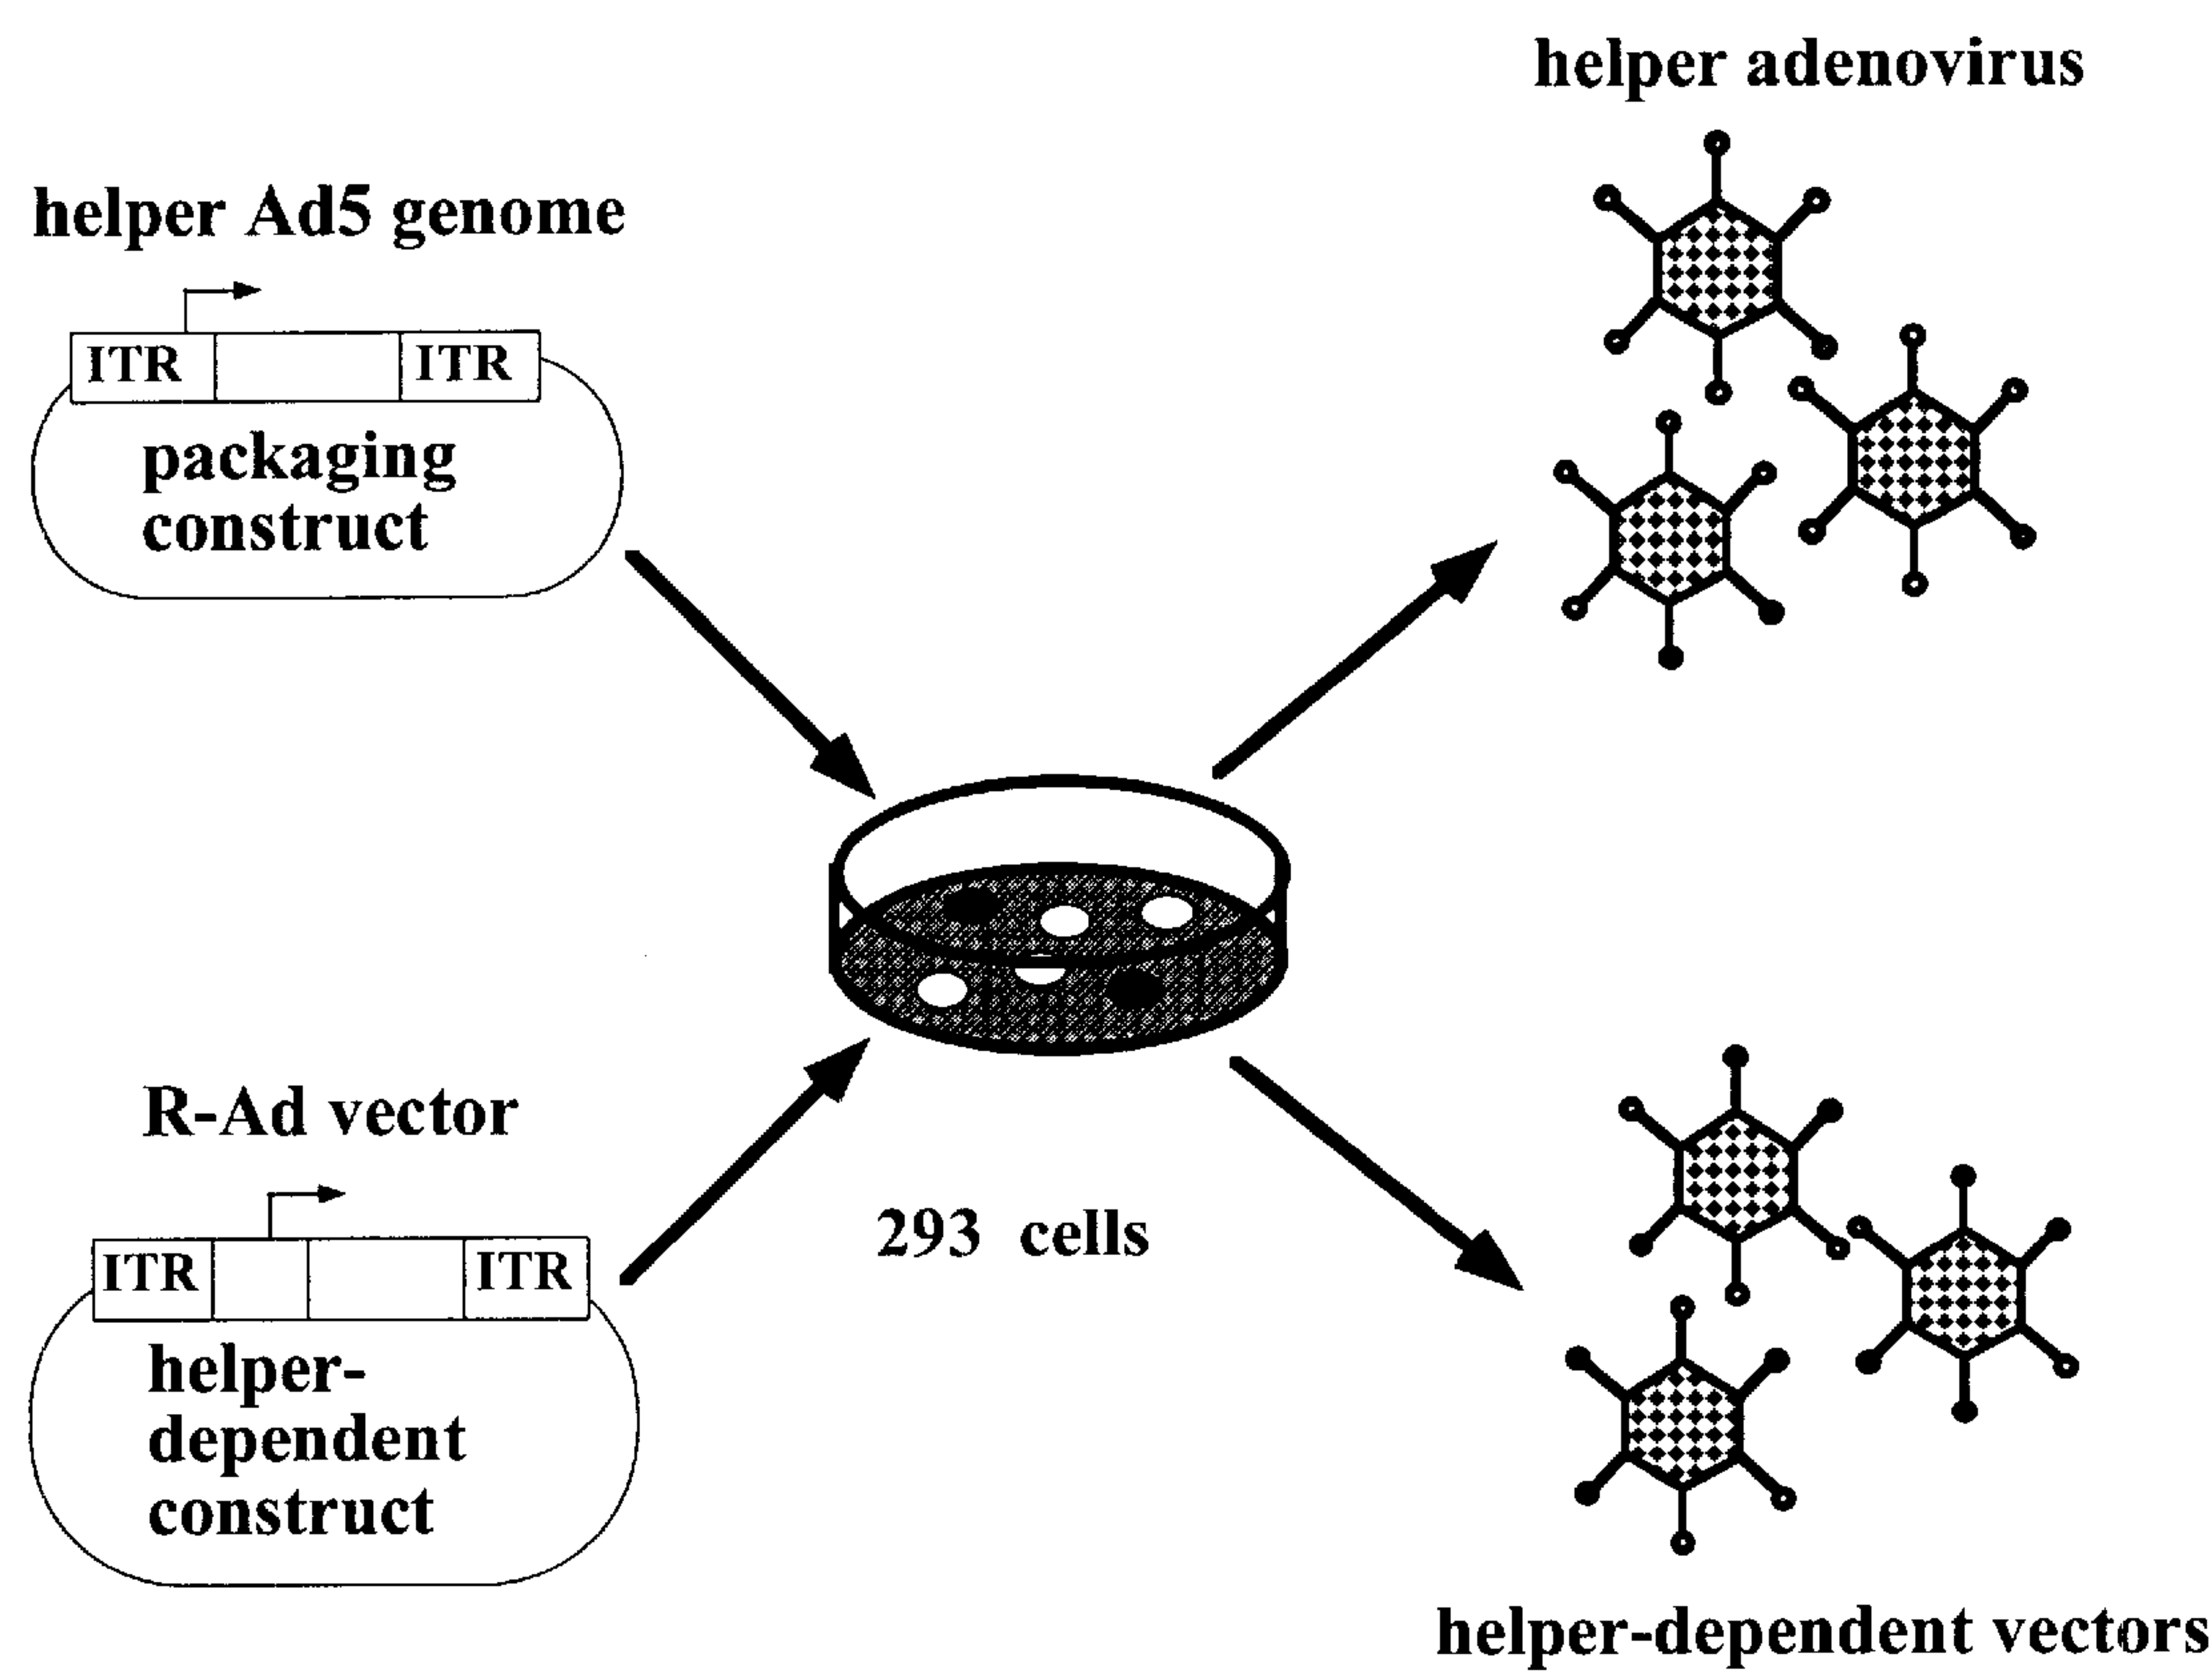 helper adenovirus
helper Ad5 genome
ITR ITR
packaging
construct
R-Ad vector
293 cells
ITR ITR
helper-
dependent
construct
helper-dependent vectors